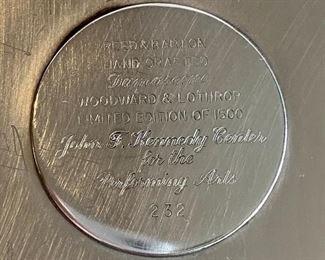 REED & BARTON
HAND CRAFTED
Damascene
WOODWARD & LOTHROP
LIMITED EDITION OF 1500
John F. Kennedy Center
for the
Performing Arts
232